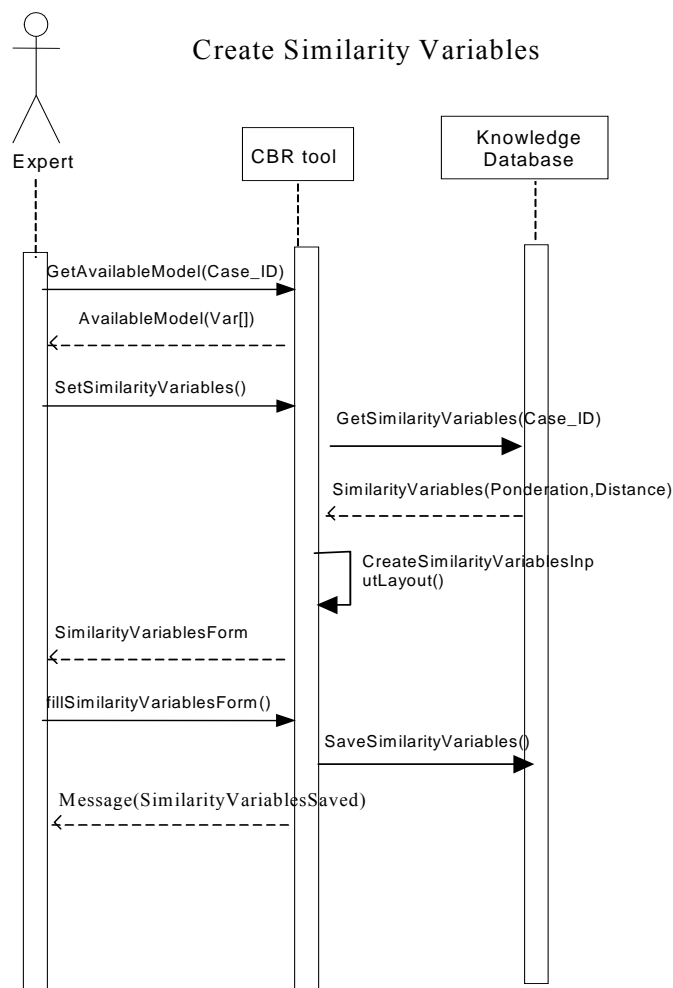 Create Similarity Variables
Expert
CBR tool
Knowledge
Database
GetAvailableModel(Case_ID)
AvailableModel(Var[])
SetSimilarityVariables()
GetSimilarityVariables(Case_ID)
SimilarityVariables(Ponderation,Distance)
CreateSimilarityVariablesInp
utLayout()
SimilarityVariablesForm
fillSimilarityVariablesForm()
SaveSimilarityVariables()
Message(SimilarityVariablesSaved)